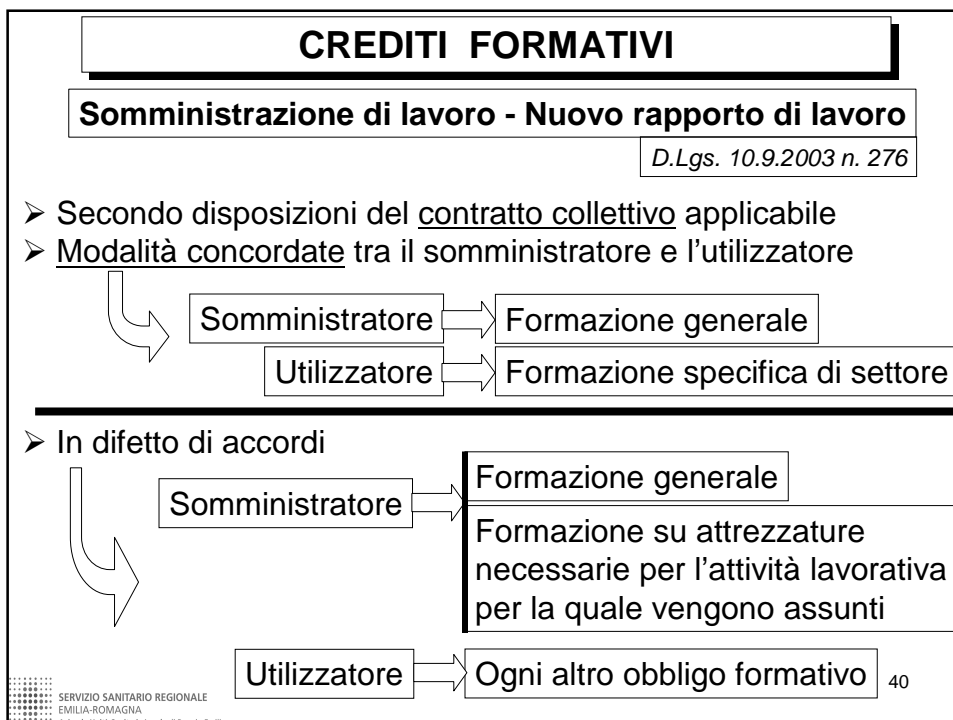 CREDITI FORMATIVI
Somministrazione di lavoro - Nuovo rapporto di lavoro
D.Lgs. 10.9.2003 n. 276
➢ Secondo disposizioni del contratto collettivo applicabile
➢ Modalità concordate tra il somministratore e l'utilizzatore
Somministratore
Formazione generale
Utilizzatore
Formazione specifica di settore
➢ In difetto di accordi
Somministratore
Formazione generale
Formazione su attrezzature
necessarie per l'attività lavorativa
per la quale vengono assunti
Utilizzatore
Ogni altro obbligo formativo
40
SERVIZIO SANITARIO REGIONALE
EMILIA-ROMAGNA